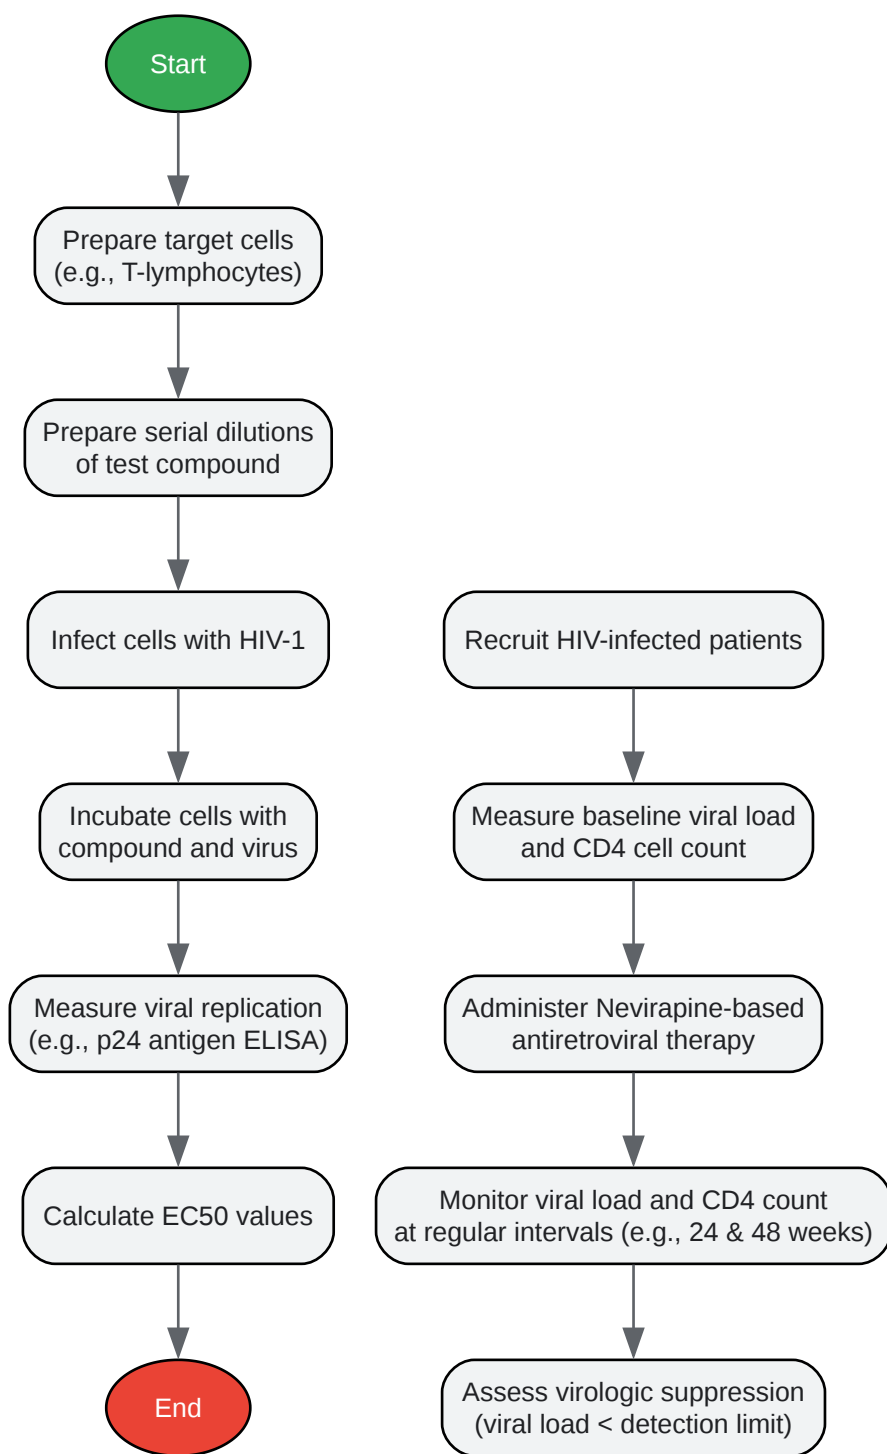 Start
Prepare target cells
(e.g., T-lymphocytes)
Prepare serial dilutions
of test compound
Infect cells with HIV-1
Incubate cells with
compound and virus
Measure viral replication
(e.g., p24 antigen ELISA)
Calculate EC50 values
End
Recruit HIV-infected patients
Measure baseline viral load
and CD4 cell count
Administer Nevirapine-based
antiretroviral therapy
Monitor viral load and CD4 count
at regular intervals (e.g., 24 & 48 weeks)
Assess virologic suppression
(viral load < detection limit)